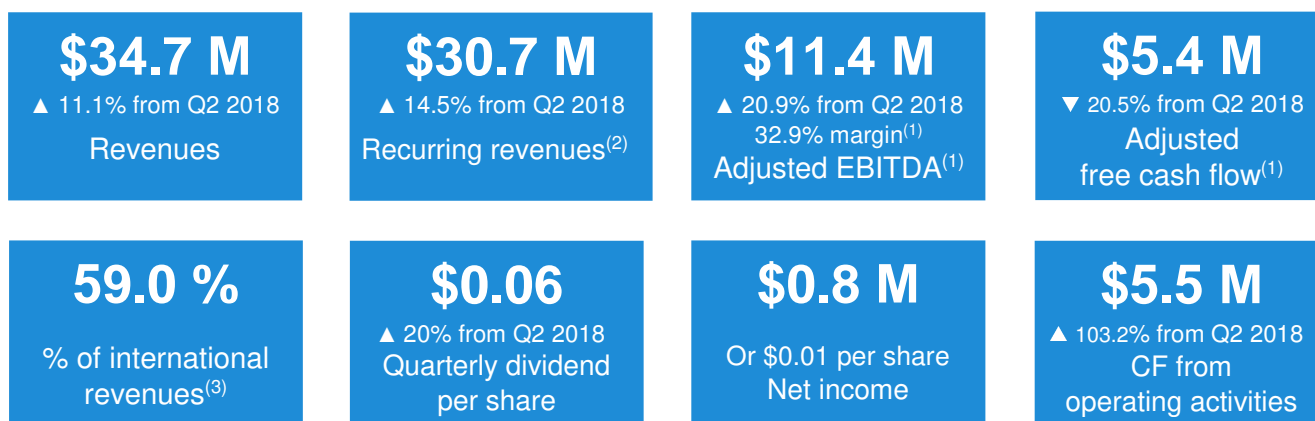 $34.7 M
▲ 11.1% from Q2 2018
Revenues
$30.7 M
▲ 14.5% from Q2 2018
Recurring revenues(2)
$11.4 M
▲ 20.9% from Q2 2018
32.9% margin(1)
Adjusted EBITDA(1)
$5.4 M
▼ 20.5% from Q2 2018
Adjusted
free cash flow(1)
59.0 %
% of international
revenues(3)
$0.06
▲ 20% from Q2 2018
Quarterly dividend
per share
$0.8 M
Or $0.01 per share
Net income
$5.5 M
▲ 103.2% from Q2 2018
CF from
operating activities